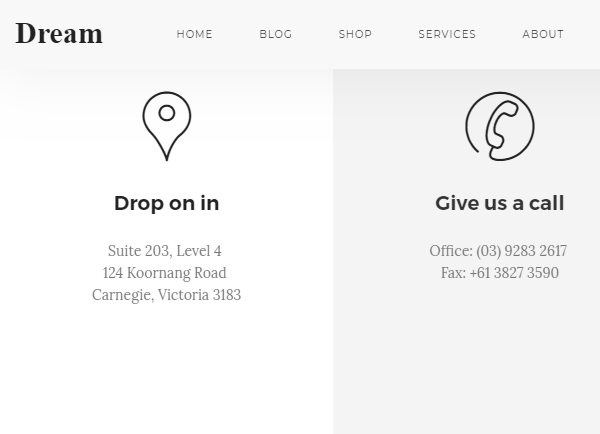 Dream HOME BLOG SHOP SERVICES ABOUT
Drop on in
Suite 203, Level 4
124 Koornang Road
Carnegie, Victoria 3183
Give us a call
Office: (03) 9283 2617
Fax: +61 3827 3590